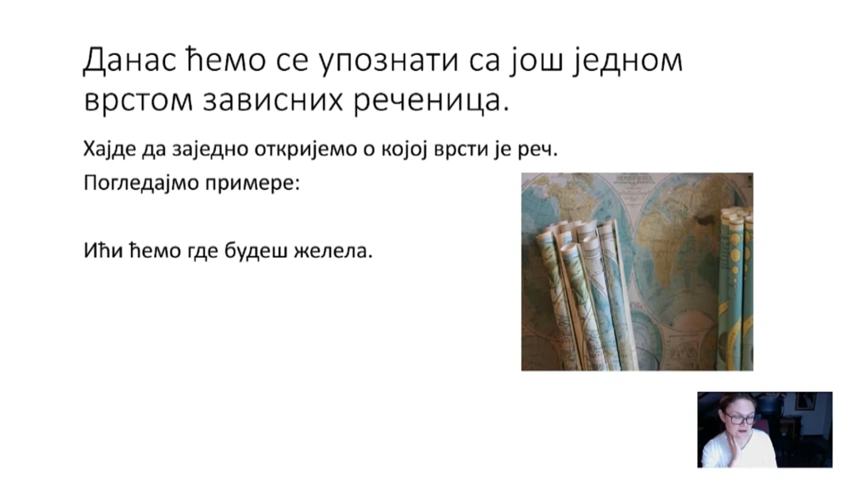 Данас ћемо се упознати са још једном
врстом зависних реченица.
Хајде да заједно откријемо о којој врсти је реч.
Погледајмо примере:
Ићи ћемо где будеш желела.